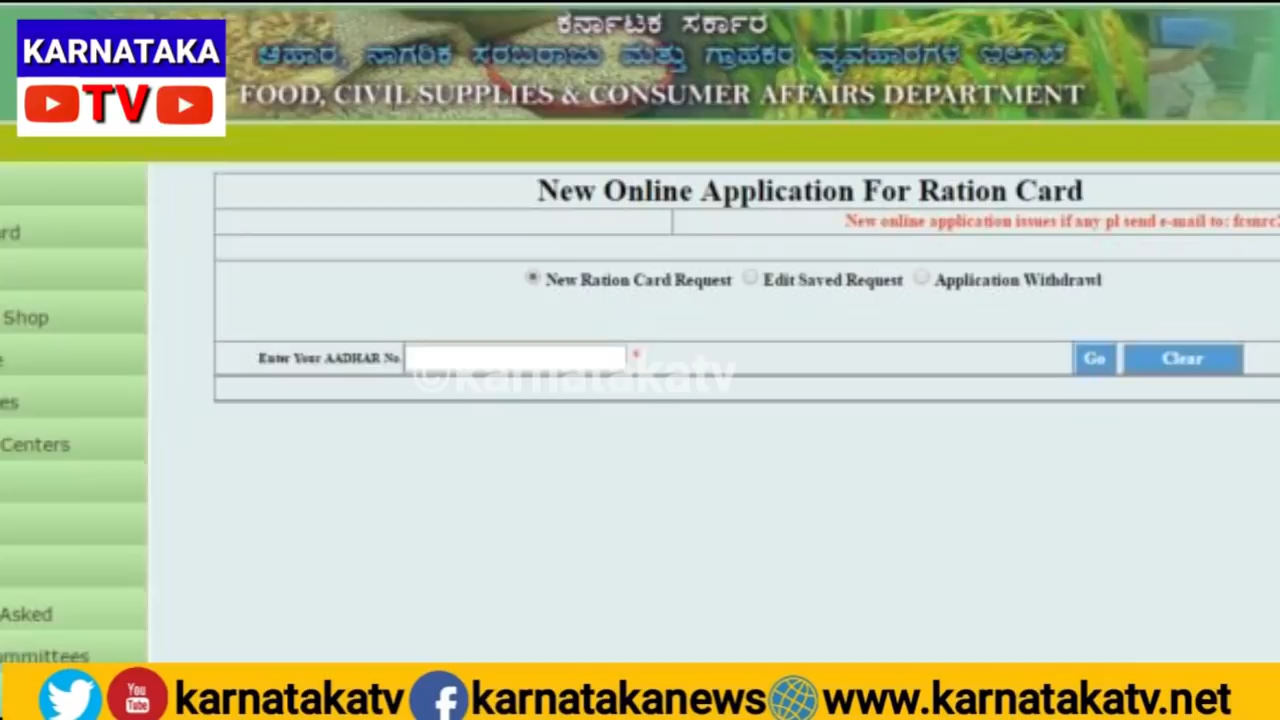 KARNATAKA
TV
ಕರ್ನಾಟಕ ಸರ್ಕಾರ
ಆಹಾರ, ನಾಗರಿಕ ಸರಬರಾಜು ಮತ್ತು ಗ್ರಾಹಕರ ವ್ಯವಹಾರಗಳ ಇಲಾಖೆ
FOOD, CIVIL SUPPLIES & CONSUMER AFFAIRS DEPARTMENT
New Online Application For Ration Card
New online application issues if any pl send e-mail to:
New Ration Card Request Edit Saved Request Application Withdrawl
Enter Your AADHAR No. * Go Clear
©karnatakatv
rd
Shop
e
es
Centers
Asked
mmittees
You
Tube
karnatakatv karnatakanews www.karnatakatv.net